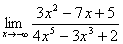 lim x→-∞ (3x² − 7x + 5)/(4x⁵ − 3x³ + 2)